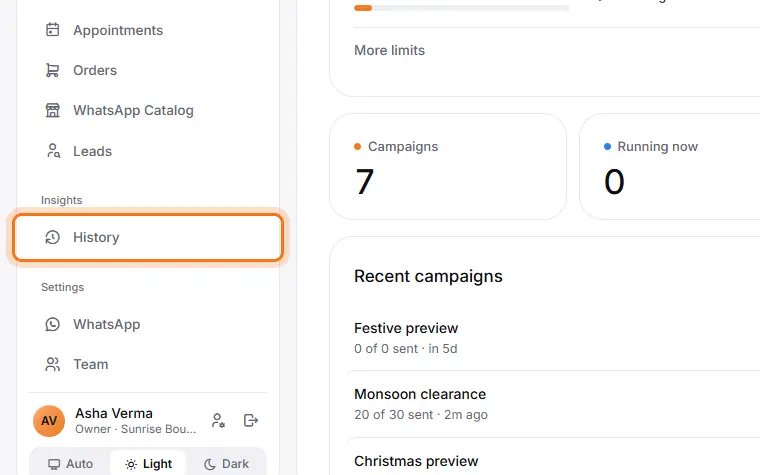 Appointments
Orders
WhatsApp Catalog
Leads
Insights
History
Settings
WhatsApp
Team
AV
Asha Verma
Owner · Sunrise Bou...
Auto
Light
Dark
More limits
Campaigns
7
Running now
0
Recent campaigns
Festive preview
0 of 0 sent · in 5d
Monsoon clearance
20 of 30 sent · 2m ago
Christmas preview